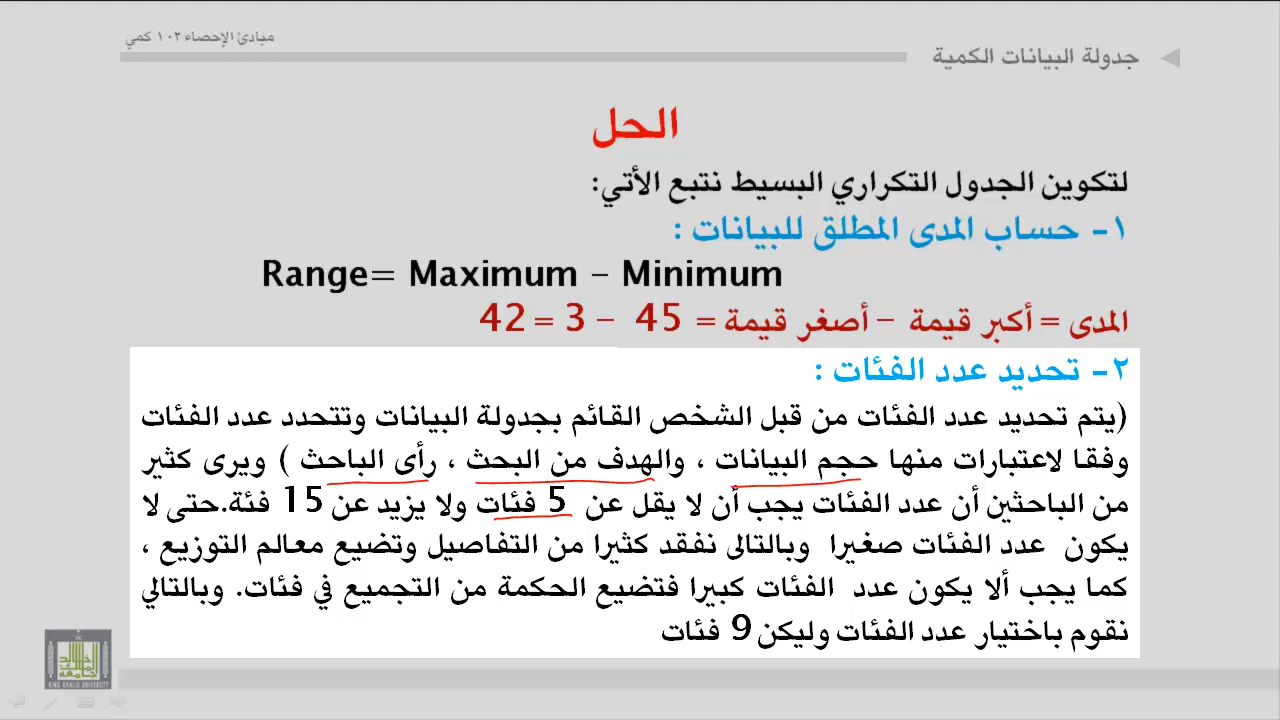 مبادئ الإحصاء ١٠٢ كمي
جدولة البيانات الكمية
الحل
لتكوين الجدول التكراري البسيط نتبع الأتي:
١- حساب المدى المطلق للبيانات :
Range= Maximum – Minimum
المدى = أكبر قيمة – أصغر قيمة = 45 – 3 = 42
٢- تحديد عدد الفئات :
(يتم تحديد عدد الفئات من قبل الشخص القائم بجدولة البيانات وتتحدد عدد الفئات
وفقا لاعتبارات منها حجم البيانات ، والهدف من البحث ، رأى الباحث ) ويرى كثير
من الباحثين أن عدد الفئات يجب أن لا يقل عن 5 فئات ولا يزيد عن 15 فئة.حتى لا
يكون عدد الفئات صغيرا وبالتالى نفقد كثيرا من التفاصيل وتضيع معالم التوزيع ،
كما يجب ألا يكون عدد الفئات كبيرا فتضيع الحكمة من التجميع في فئات. وبالتالي
نقوم باختيار عدد الفئات وليكن 9 فئات
KING KHALID UNIVERSITY